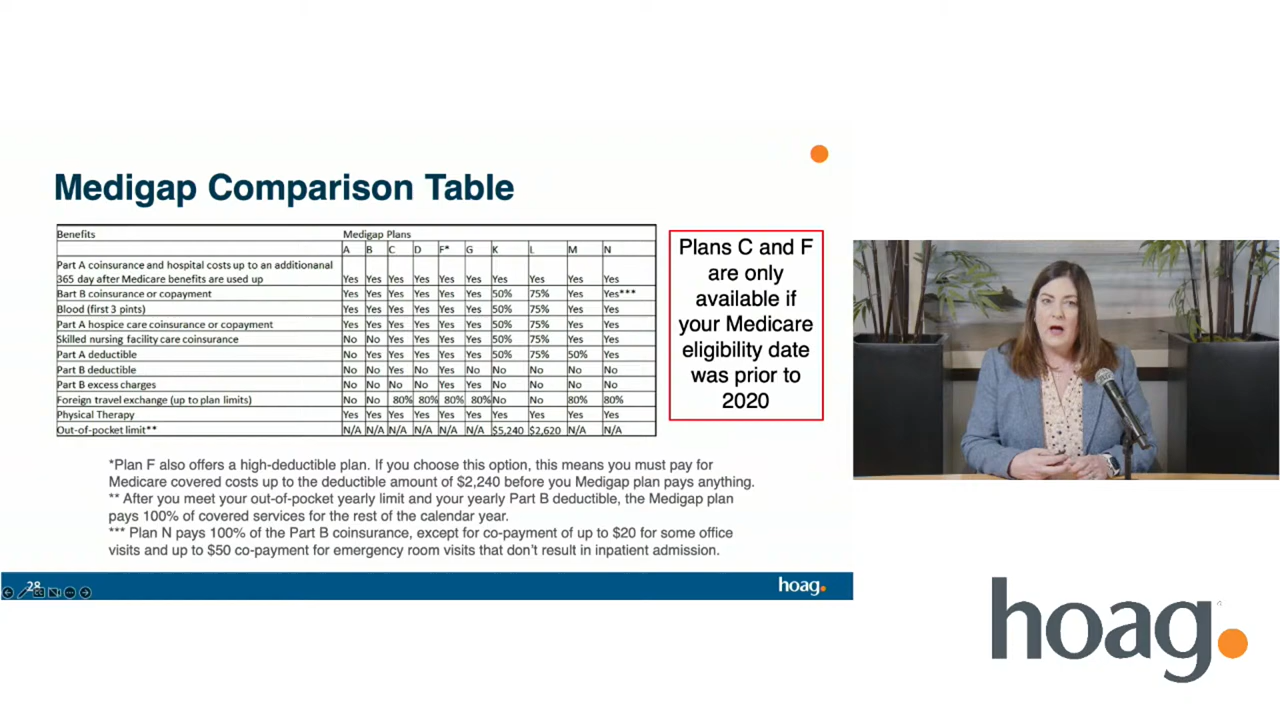 Medigap Comparison Table
Benefits Medigap Plans
A B C D F* G K L M N
Part A coinsurance and hospital costs up to an additionanal
365 day after Medicare benefits are used up Yes Yes Yes Yes Yes Yes Yes Yes Yes Yes
Bart B coinsurance or copayment Yes Yes Yes Yes Yes Yes 50% 75% Yes Yes***
Blood (first 3 pints) Yes Yes Yes Yes Yes Yes 50% 75% Yes Yes
Part A hospice care coinsurance or copayment Yes Yes Yes Yes Yes Yes 50% 75% Yes Yes
Skilled nursing facility care coinsurance No No Yes Yes Yes Yes 50% 75% Yes Yes
Part A deductible No Yes Yes Yes Yes Yes 50% 75% 50% Yes
Part B deductible No No Yes No Yes No No No No No
Part B excess charges No No No No Yes Yes No No No No
Foreign travel exchange (up to plan limits) No No 80% 80% 80% 80% No No 80% 80%
Physical Therapy Yes Yes Yes Yes Yes Yes Yes Yes Yes Yes
Out-of-pocket limit** N/A N/A N/A N/A N/A N/A $5,240 $2,620 N/A N/A
Plans C and F
are only
available if
your Medicare
eligibility date
was prior to
2020
*Plan F also offers a high-deductible plan. If you choose this option, this means you must pay for
Medicare covered costs up to the deductible amount of $2,240 before you Medigap plan pays anything.
** After you meet your out-of-pocket yearly limit and your yearly Part B deductible, the Medigap plan
pays 100% of covered services for the rest of the calendar year.
*** Plan N pays 100% of the Part B coinsurance, except for co-payment of up to $20 for some office
visits and up to $50 co-payment for emergency room visits that don't result in inpatient admission.
28
hoag.
hoag.